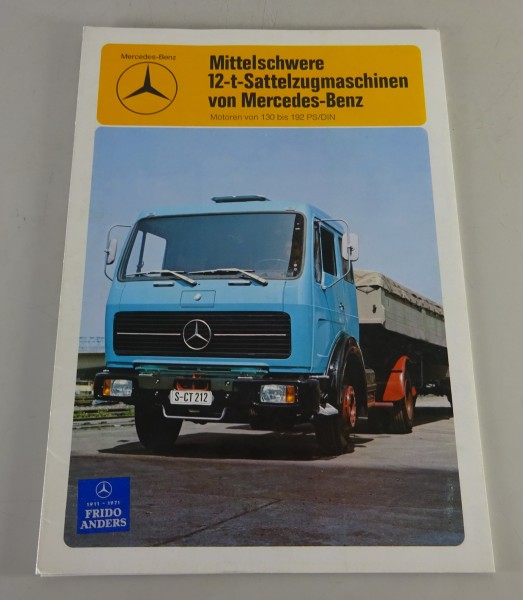 Mercedes-Benz
Mittelschwere
12-t-Sattelzugmaschinen
von Mercedes-Benz
Motoren von 130 bis 192 PS/DIN
S-CT 212
1911 - 1971
FRIDO
ANDERS